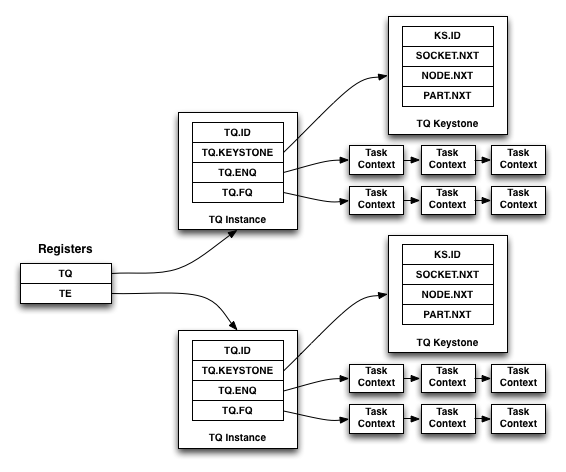 KS.ID
SOCKET.NXT
NODE.NXT
PART.NXT
TQ Keystone
TQ.ID
TQ.KEYSTONE
TQ.ENQ
TQ.FQ
TQ Instance
Task
Context
Task
Context
Task
Context
Task
Context
Task
Context
Task
Context
Registers
TQ
TE
KS.ID
SOCKET.NXT
NODE.NXT
PART.NXT
TQ Keystone
TQ.ID
TQ.KEYSTONE
TQ.ENQ
TQ.FQ
TQ Instance
Task
Context
Task
Context
Task
Context
Task
Context
Task
Context
Task
Context